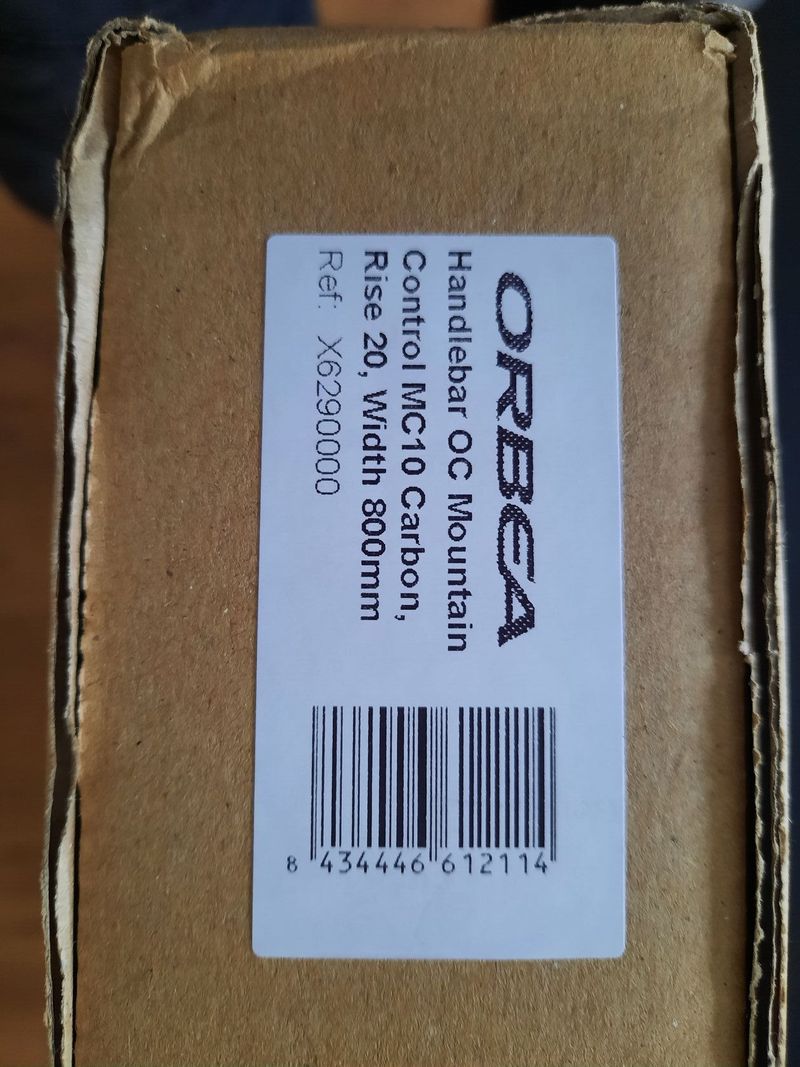 ORBEA
Handlebar OC Mountain
Control MC10 Carbon,
Rise 20, Width 800mm
Ref: X6290000
8 434446 612114